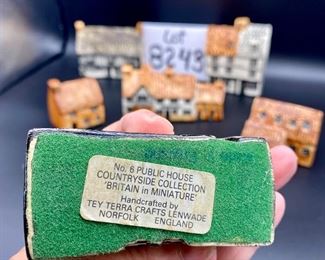 Lot
8243
No. 6 PUBLIC HOUSE
COUNTRYSIDE COLLECTION
'BRITAIN in MINIATURE'
Handcrafted by
TEY TERRA CRAFTS LENWADE
NORFOLK ENGLAND